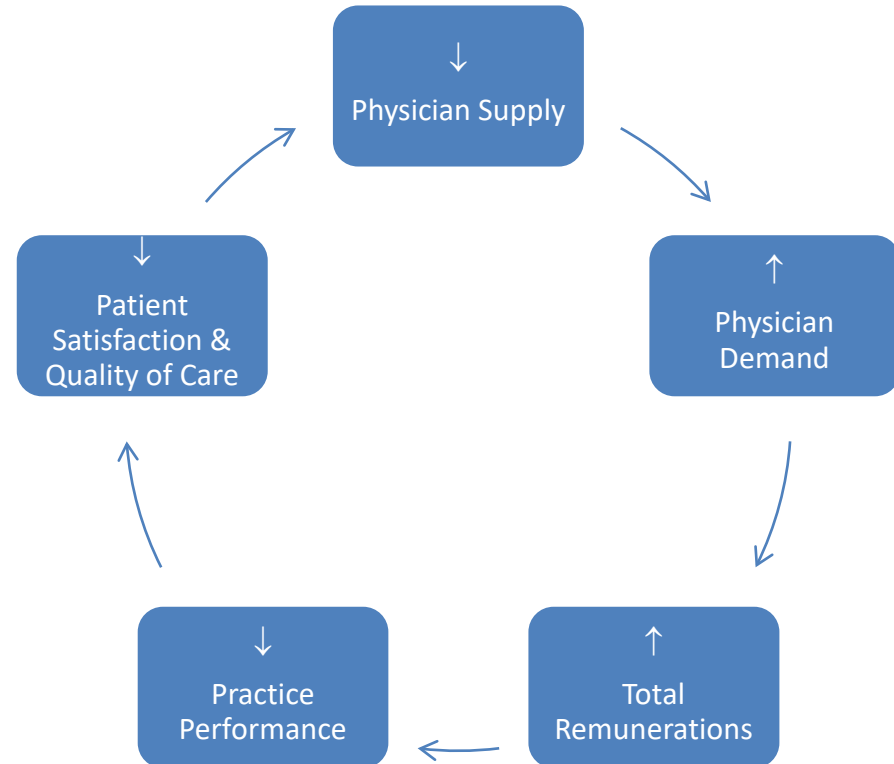 ↓
Physician Supply
↑
Physician
Demand
↑
Total
Remunerations
↓
Practice
Performance
↓
Patient
Satisfaction &
Quality of Care